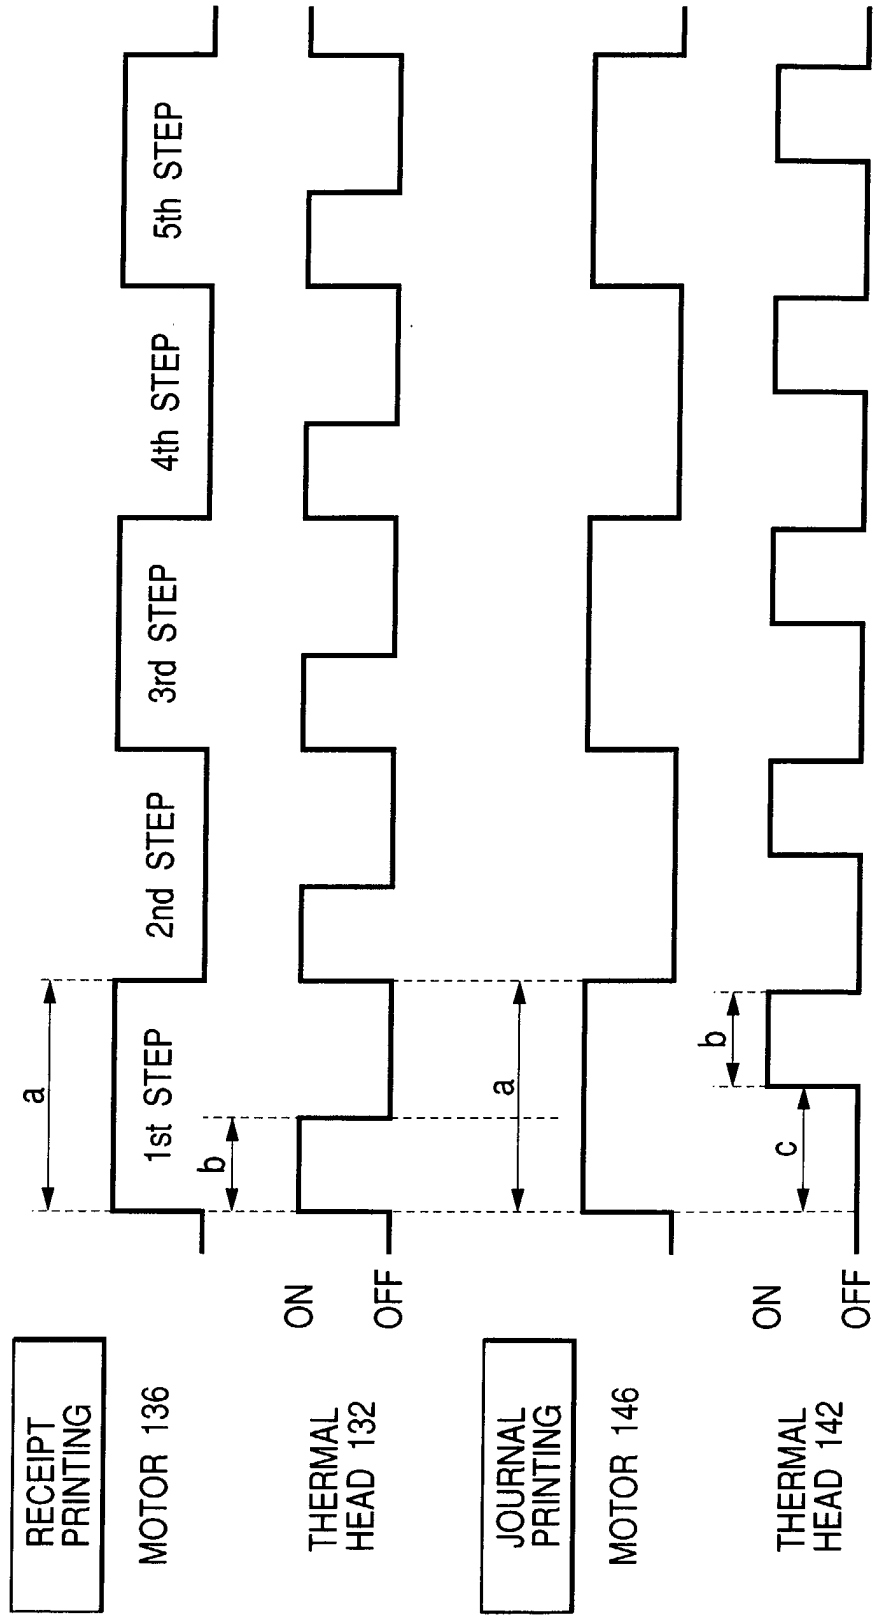 RECEIPT
PRINTING
a
MOTOR 136
1st STEP
2nd STEP
3rd STEP
4th STEP
5th STEP
b
THERMAL
HEAD 132
ON
OFF
JOURNAL
PRINTING
a
MOTOR 146
b
c
THERMAL
HEAD 142
ON
OFF